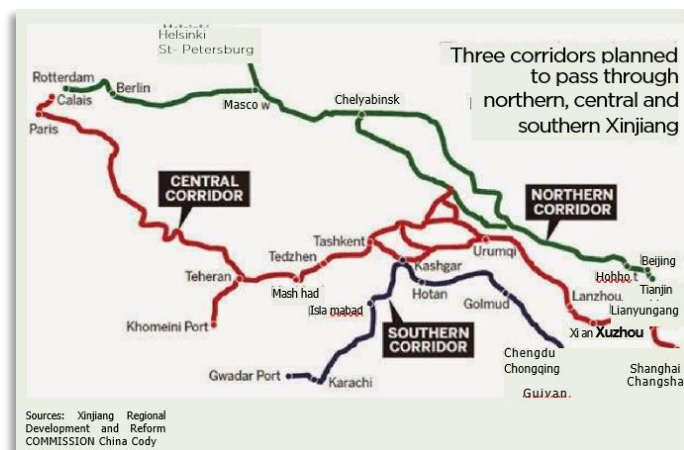 Helsinki
St- Petersburg
Three corridors planned
to pass through
northern, central and
southern Xinjiang
Rotterdam
Calais
Berlin
Masco w
Chelyabinsk
Paris
CENTRAL
CORRIDOR
NORTHERN
CORRIDOR
Tashkent
Tedzhen
Urumqi
Kashgar
Beijing
Hohho t
Tianjin
Teheran
Mash had
Hotan
Golmud
Lanzhou
Lianyungang
Isla mabad
Khomeini Port
SOUTHERN
CORRIDOR
Xi an Xuzhou
Chengdu
Chongqing
Shanghai
Changsha
Gwadar Port
Karachi
Guiyan.
Sources: Xinjiang Regional
Development and Reform
COMMISSION China Cody